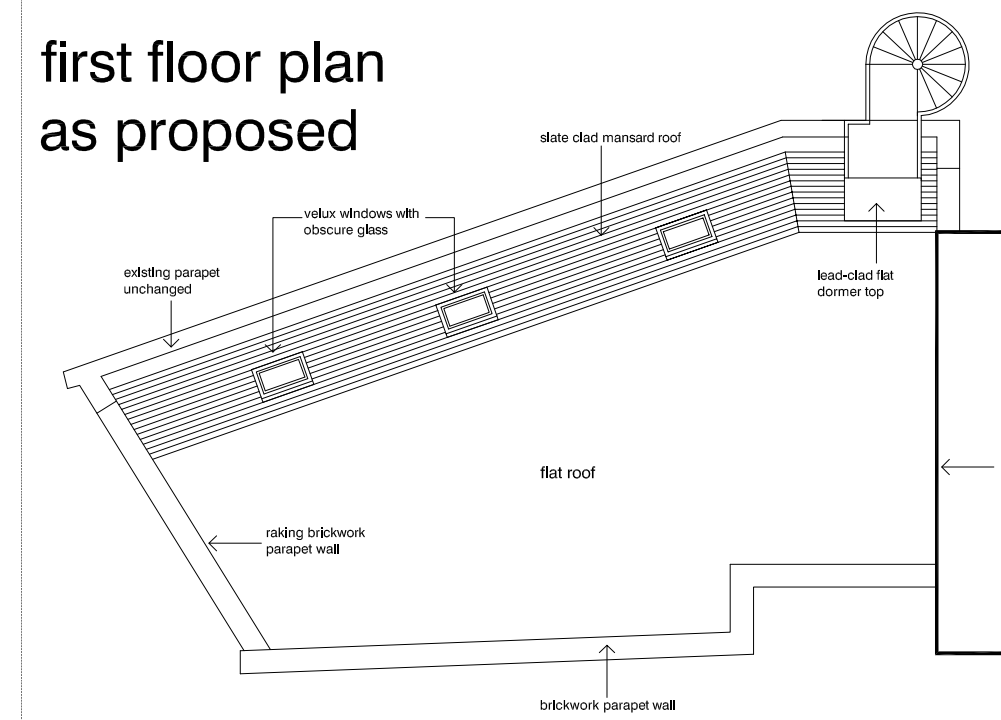 first floor plan
as proposed
slate clad mansard roof
velux windows with
obscure glass
existing parapet
unchanged
lead-clad flat
dormer top
flat roof
raking brickwork
parapet wall
brickwork parapet wall